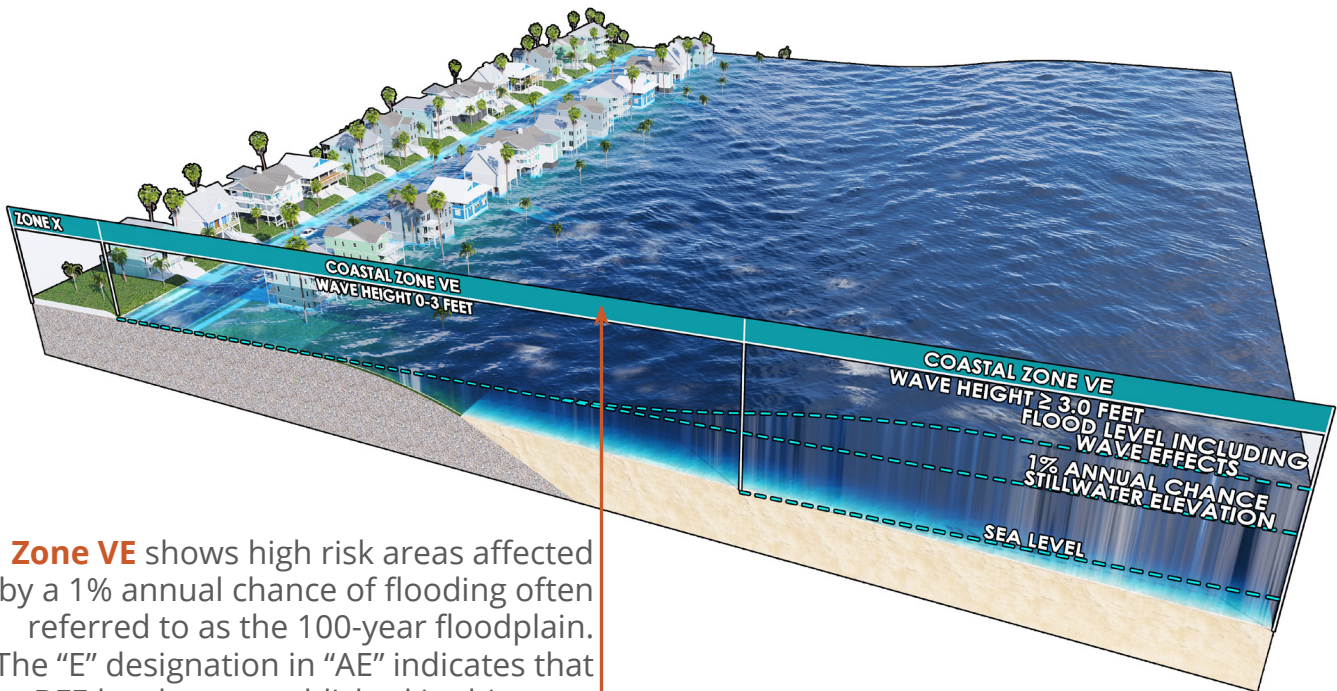 ZONE X
COASTAL ZONE VE
WAVE HEIGHT 0-3 FEET
COASTAL ZONE VE
WAVE HEIGHT ≥ 3.0 FEET
FLOOD LEVEL INCLUDING
WAVE EFFECTS
1% ANNUAL CHANCE
STILLWATER ELEVATION
SEA LEVEL
Zone VE shows high risk areas affected
by a 1% annual chance of flooding often
referred to as the 100-year floodplain.
The “E” designation in “AE” indicates that